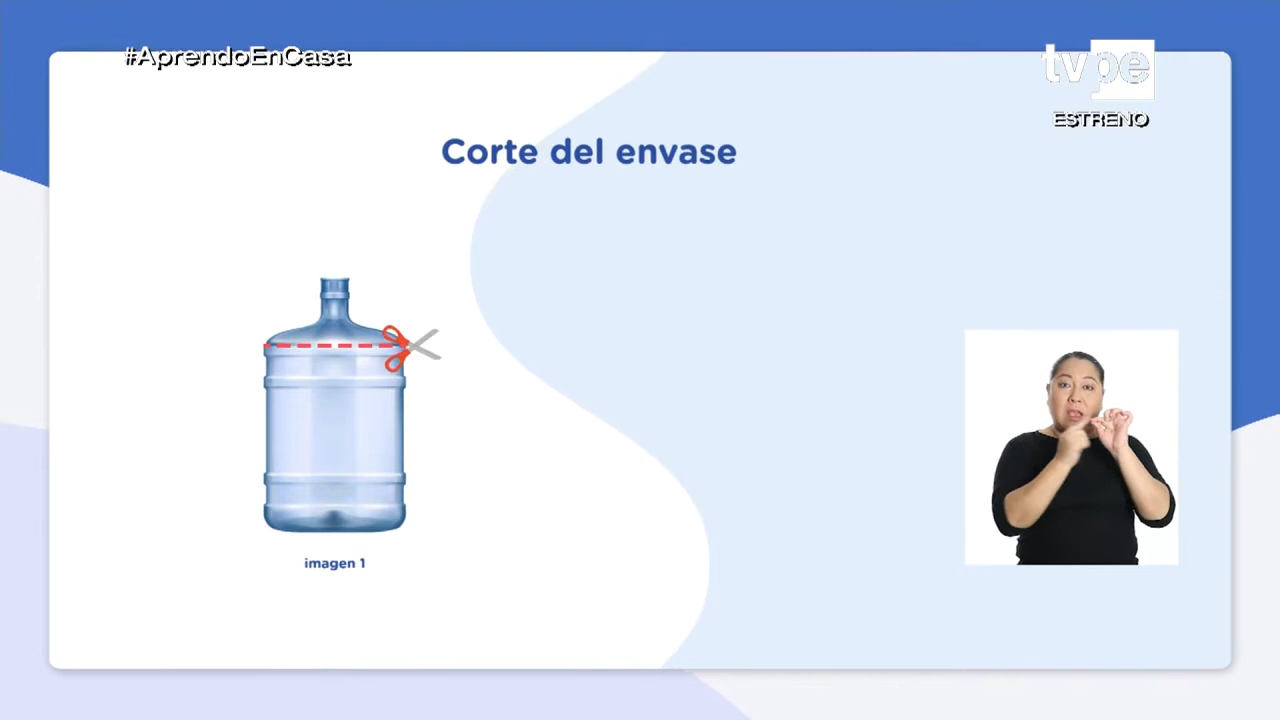 #AprendoEnCasa
tvpe
ESTRENO
Corte del envase
imagen 1